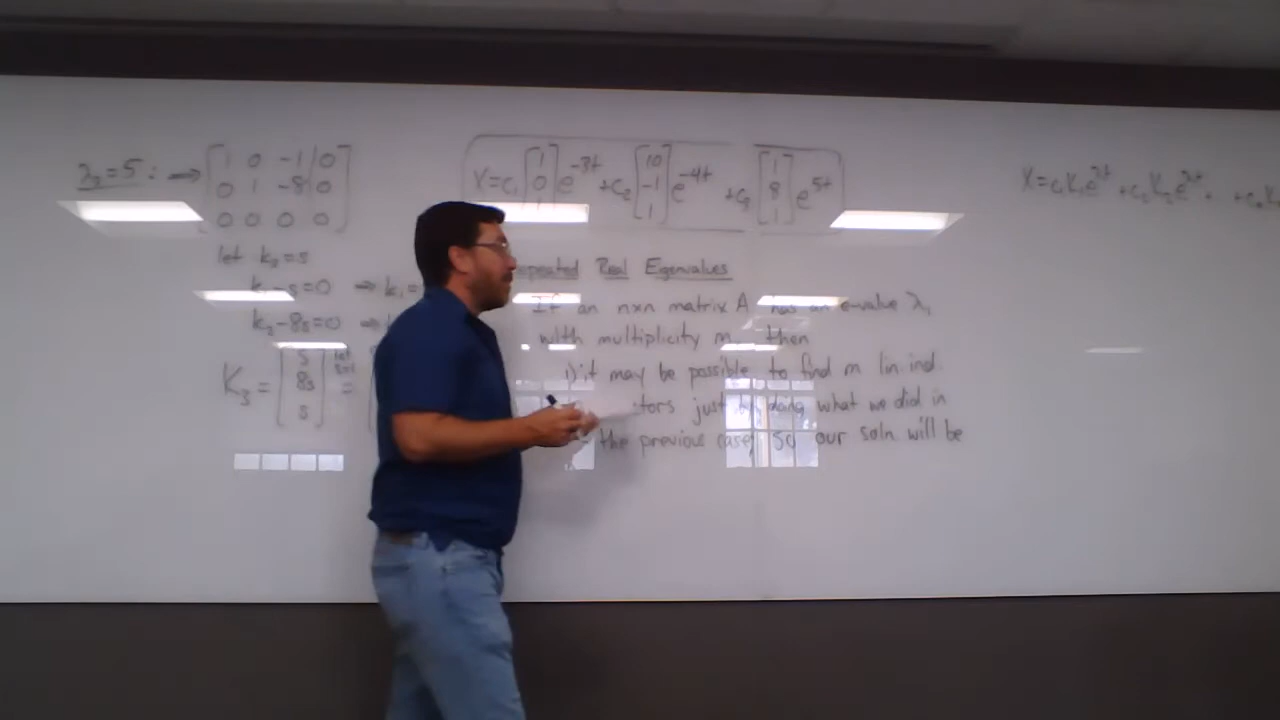 λ₃=5: ⟹ [1 0 -1 | 0
0 1 -8 | 0
0 0 0 0]
let k₃=s
k₁-s=0 ⟹ k₁=
k₂-8s=0 ⟹
K₃ = [s
8s
s] let s=1 =
X=c₁[1 0 1]e^-3t +c₂[10 -1 1]e^-4t +c₃[1 8 1]e^5t
Repeated Real Eigenvalues
If an nxn matrix A has an e-value λ₁
with multiplicity m, then
1) it may be possible to find m lin. ind.
just by doing what we did in
the previous case, so our soln. will be
X=c₁K₁e^λt +c₂K₂e^λt +